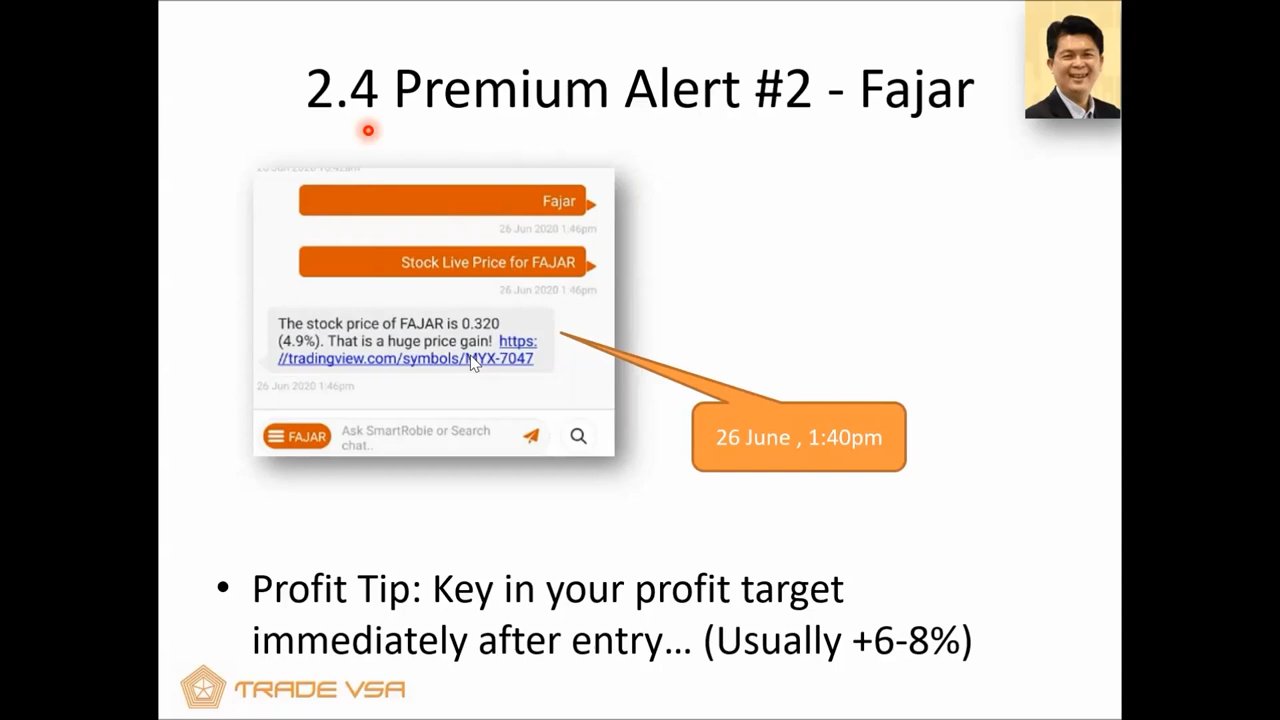 2.4 Premium Alert #2 - Fajar
Fajar
26 Jun 2020 1:46pm
Stock Live Price for FAJAR
26 Jun 2020 1:46pm
The stock price of FAJAR is 0.320
(4.9%). That is a huge price gain! https:
//tradingview.com/symbols/MYX-7047
26 Jun 2020 1:46pm
FAJAR
Ask SmartRobie or Search
chat..
26 June , 1:40pm
• Profit Tip: Key in your profit target
immediately after entry... (Usually +6-8%)
TRADE VSA